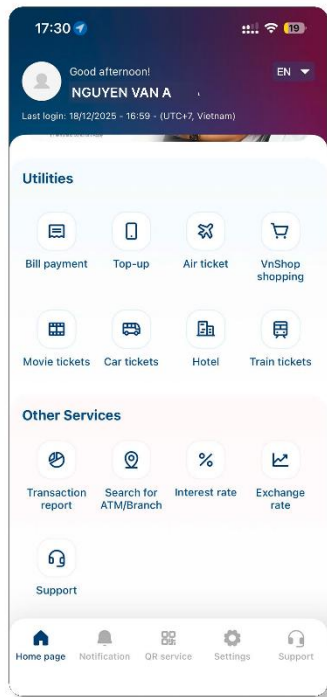 17:30
19
Good afternoon!
EN
NGUYEN VAN A
Last login: 18/12/2025 - 16:59 - (UTC+7, Vietnam)
Utilities
Bill payment Top-up Air ticket VnShop
shopping
Movie tickets Car tickets Hotel Train tickets
Other Services
Transaction Search for Interest rate Exchange
report ATM/Branch rate
Support
Home page Notification QR service Settings Support